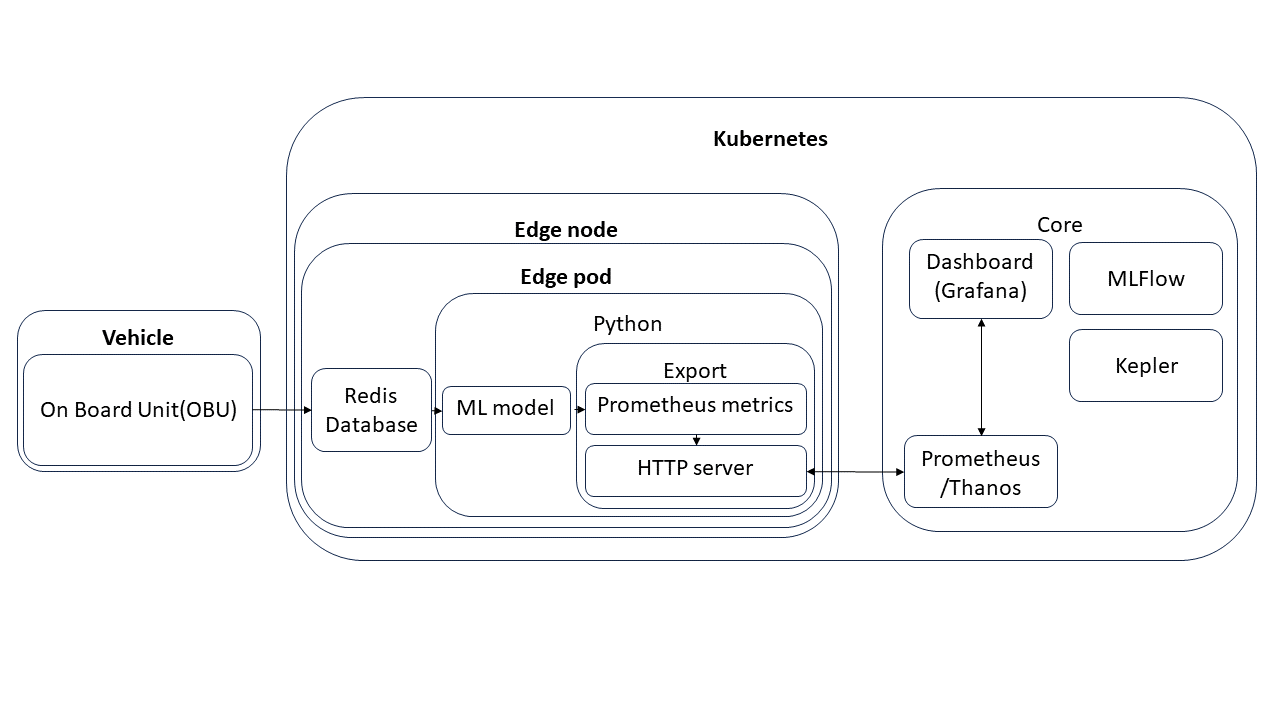 Kubernetes
Edge node
Edge pod
Python
Export
Vehicle
On Board Unit(OBU)
Redis
Database
ML model
Prometheus metrics
HTTP server
Core
Dashboard
(Grafana)
MLFlow
Kepler
Prometheus
/Thanos